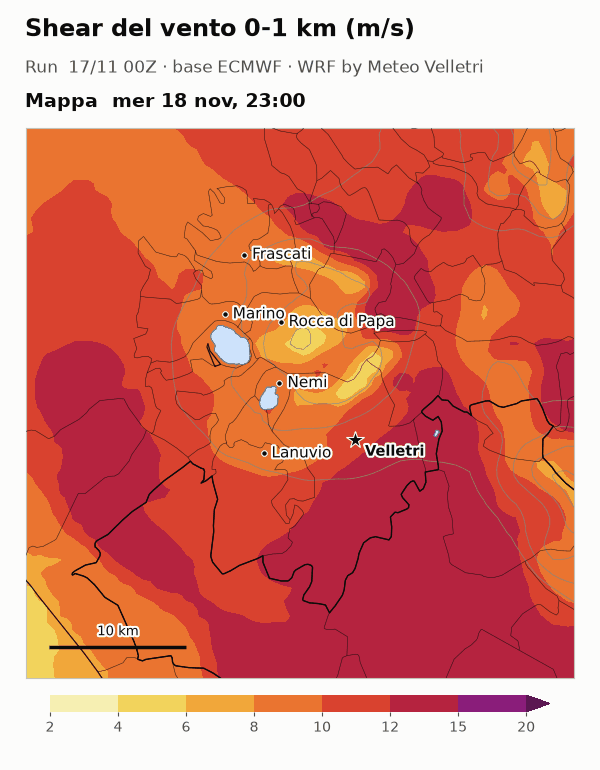 Shear del vento 0-1 km (m/s)
Run  17/11 00Z · base ECMWF · WRF by Meteo Velletri
Mappa  mer 18 nov, 23:00
Frascati
Marino
Rocca di Papa
Nemi
Velletri
Lanuvio
10 km
2 4 6 8 10 12 15 20